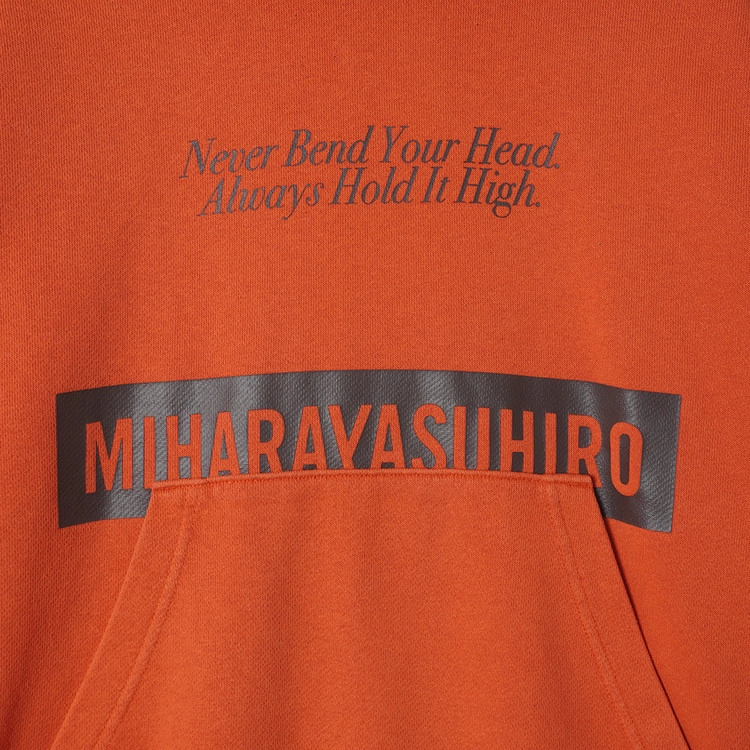 Never Bend Your Head.
Always Hold It High.
MIHARAYASUHIRO